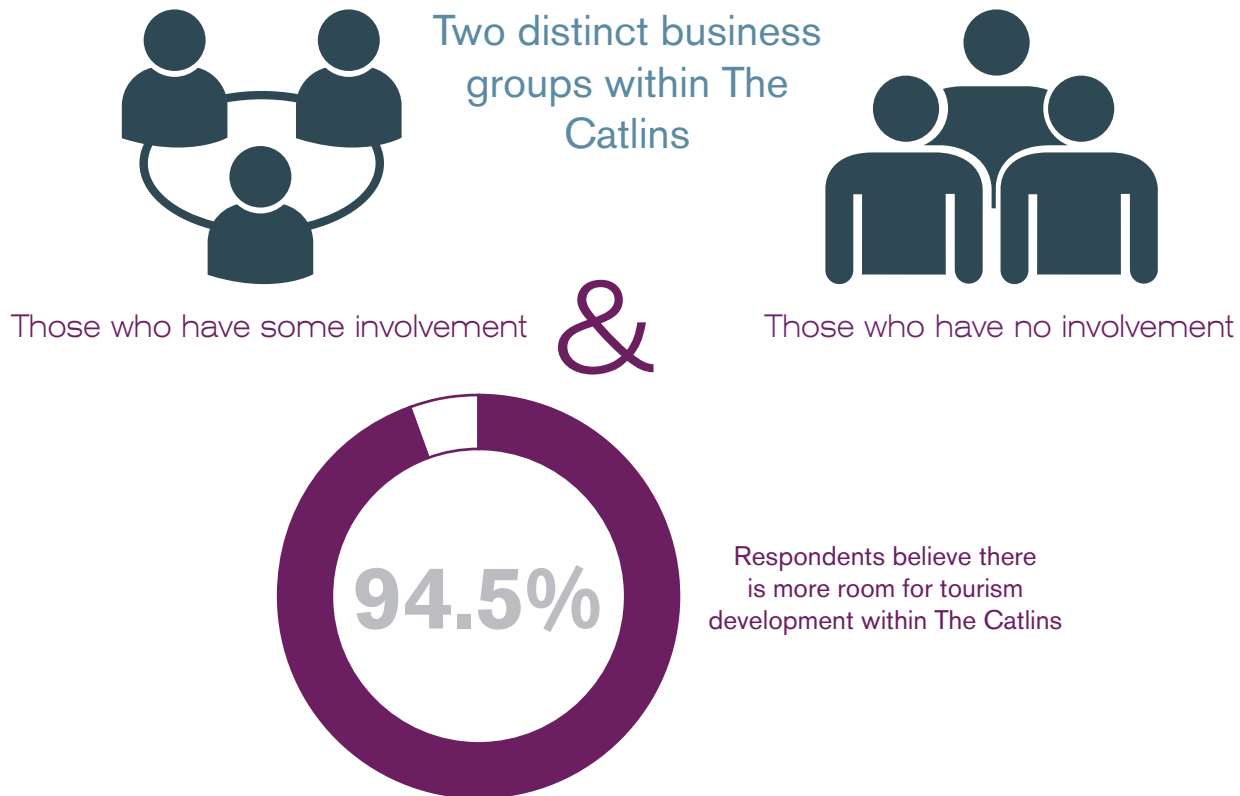 Two distinct business
groups within The
Catlins
Those who have some involvement
&
Those who have no involvement
94.5%
Respondents believe there
is more room for tourism
development within The Catlins